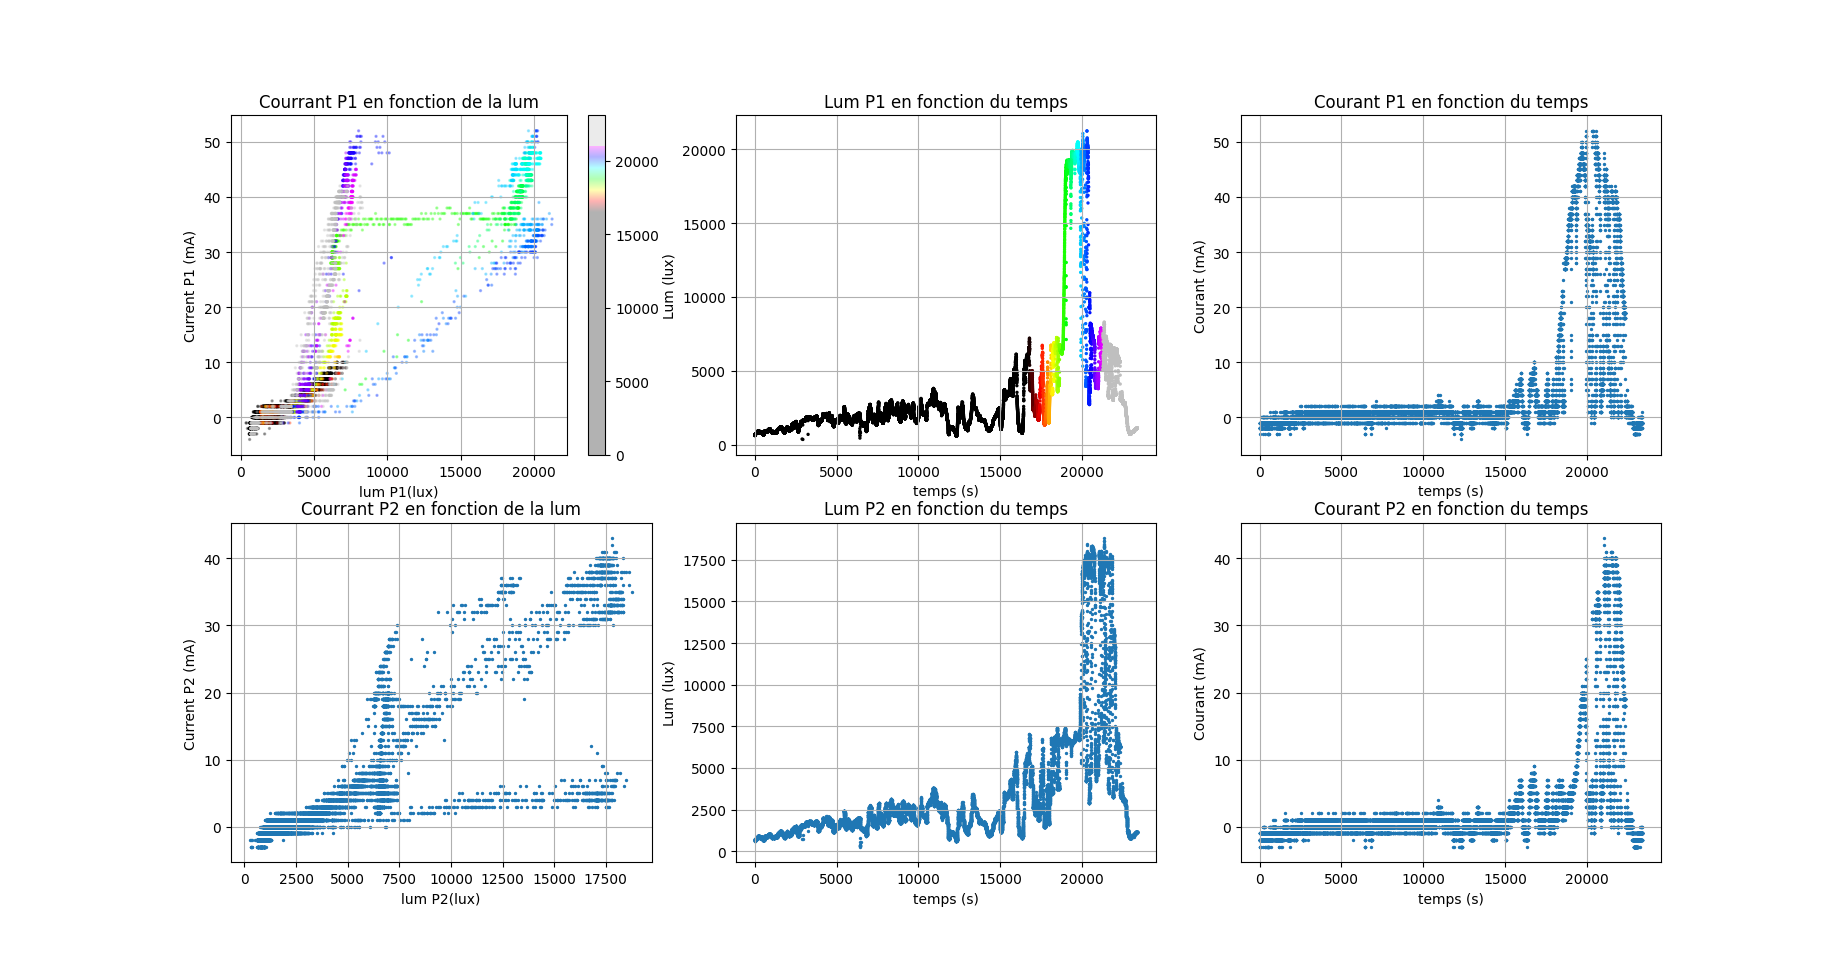 Courrant P1 en fonction de la lum
Current P1 (mA)
50
40
30
20
10
0
0 5000 10000 15000 20000
lum P1(lux)
20000
15000
10000
5000
0
Lum P1 en fonction du temps
Lum (lux)
20000
15000
10000
5000
0
0 5000 10000 15000 20000
temps (s)
Courant P1 en fonction du temps
Courant (mA)
50
40
30
20
10
0
0 5000 10000 15000 20000
temps (s)
Courrant P2 en fonction de la lum
Current P2 (mA)
40
30
20
10
0
0 2500 5000 7500 10000 12500 15000 17500
lum P2(lux)
Lum P2 en fonction du temps
Lum (lux)
17500
15000
12500
10000
7500
5000
2500
0
0 5000 10000 15000 20000
temps (s)
Courant P2 en fonction du temps
Courant (mA)
40
30
20
10
0
0 5000 10000 15000 20000
temps (s)